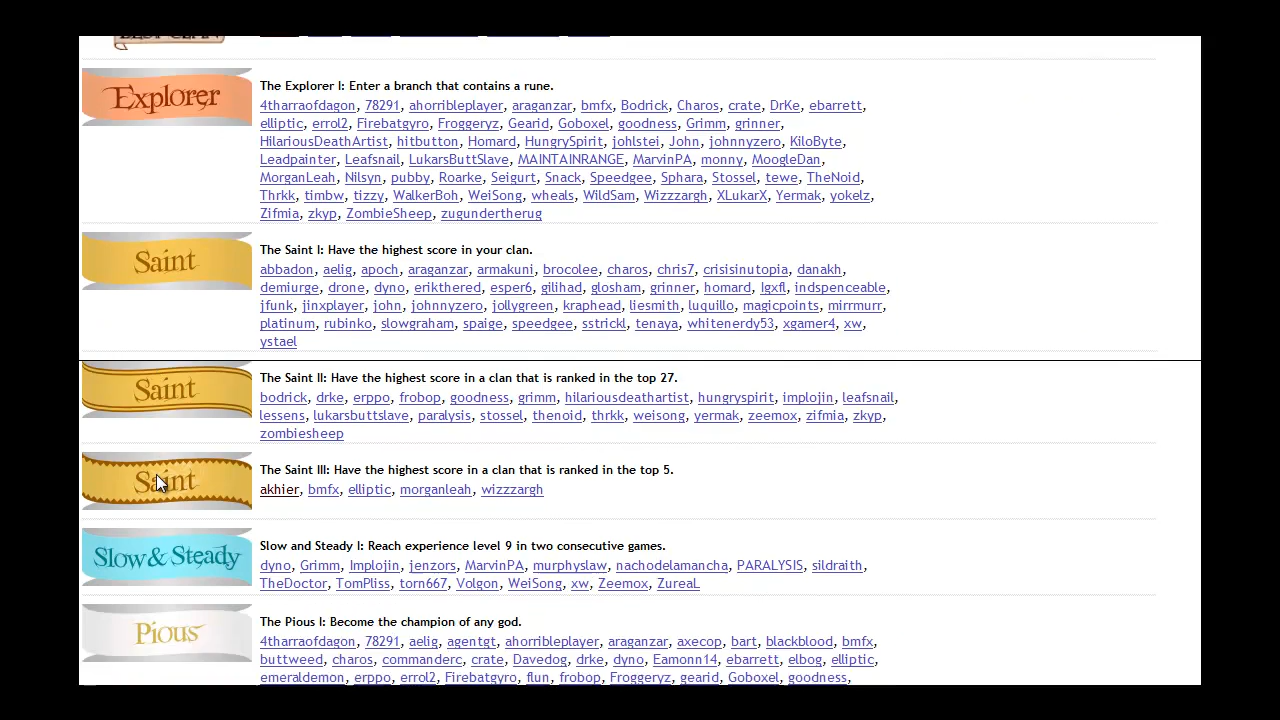 Explorer
The Explorer I: Enter a branch that contains a rune.
4tharraofdagon, 78291, ahorribleplayer, araganzar, bmfx, Bodrick, Charos, crate, DrKe, ebarrett,
elliptic, errol2, Firebatgyro, Froggeryz, Gearid, Goboxel, goodness, Grimm, grinner,
HilariousDeathArtist, hitbutton, Homard, HungrySpirit, johlstei, John, johnnyzero, KiloByte,
Leadpainter, Leafsnail, LukarsButtSlave, MAINTAINRANGE, MarvinPA, monny, MoogleDan,
MorganLeah, Nilsyn, pubby, Roarke, Seigurt, Snack, Speedgee, Sphara, Stossel, tewe, TheNoid,
Thrkk, timbw, tizzy, WalkerBoh, WeiSong, wheals, WildSam, Wizzzargh, XLukarX, Yermak, yokelz,
Zifmia, zkyp, ZombieSheep, zugundertherug
Saint
The Saint I: Have the highest score in your clan.
abbadon, aelig, apoch, araganzar, armakuni, brocolee, charos, chris7, crisisinutopia, danakh,
demiurge, drone, dyno, erikthered, esper6, gilihad, glosham, grinner, homard, lgxfl, indspenceable,
jfunk, jinxplayer, john, johnnyzero, jollygreen, kraphead, liesmith, luquillo, magicpoints, mirrmurr,
platinum, rubinko, slowgraham, spaige, speedgee, sstrickl, tenaya, whitenerdy53, xgamer4, xw,
ystael
Saint
The Saint II: Have the highest score in a clan that is ranked in the top 27.
bodrick, drke, erppo, frobop, goodness, grimm, hilariousdeathartist, hungryspirit, implojin, leafsnail,
lessens, lukarsbuttslave, paralysis, stossel, thenoid, thrkk, weisong, yermak, zeemox, zifmia, zkyp,
zombiesheep
Saint
The Saint III: Have the highest score in a clan that is ranked in the top 5.
akhier, bmfx, elliptic, morganleah, wizzzargh
Slow & Steady
Slow and Steady I: Reach experience level 9 in two consecutive games.
dyno, Grimm, Implojin, jenzors, MarvinPA, murphyslaw, nachodelamancha, PARALYSIS, sildraith,
TheDoctor, TomPliss, torn667, Volgon, WeiSong, xw, Zeemox, ZureaL
Pious
The Pious I: Become the champion of any god.
4tharraofdagon, 78291, aelig, agentgt, ahorribleplayer, araganzar, axecop, bart, blackblood, bmfx,
buttweed, charos, commanderc, crate, Davedog, drke, dyno, Eamonn14, ebarrett, elbog, elliptic,
emeraldemon, erppo, errol2, Firebatgyro, flun, frobop, Froggeryz, gearid, Goboxel, goodness,